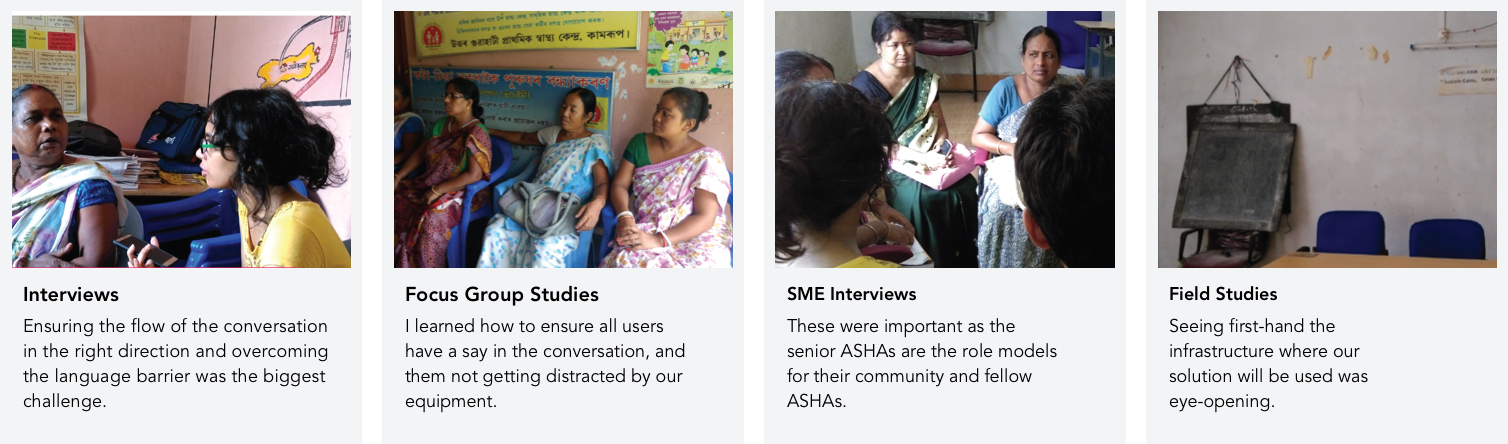 উত্তৰ গুৱাহাটী প্ৰাথমিক স্বাস্থ্য কেন্দ্ৰ, কামৰূপ।
Interviews
Ensuring the flow of the conversation
in the right direction and overcoming
the language barrier was the biggest
challenge.
Focus Group Studies
I learned how to ensure all users
have a say in the conversation, and
them not getting distracted by our
equipment.
SME Interviews
These were important as the
senior ASHAs are the role models
for their community and fellow
ASHAs.
Field Studies
Seeing first-hand the
infrastructure where our
solution will be used was
eye-opening.